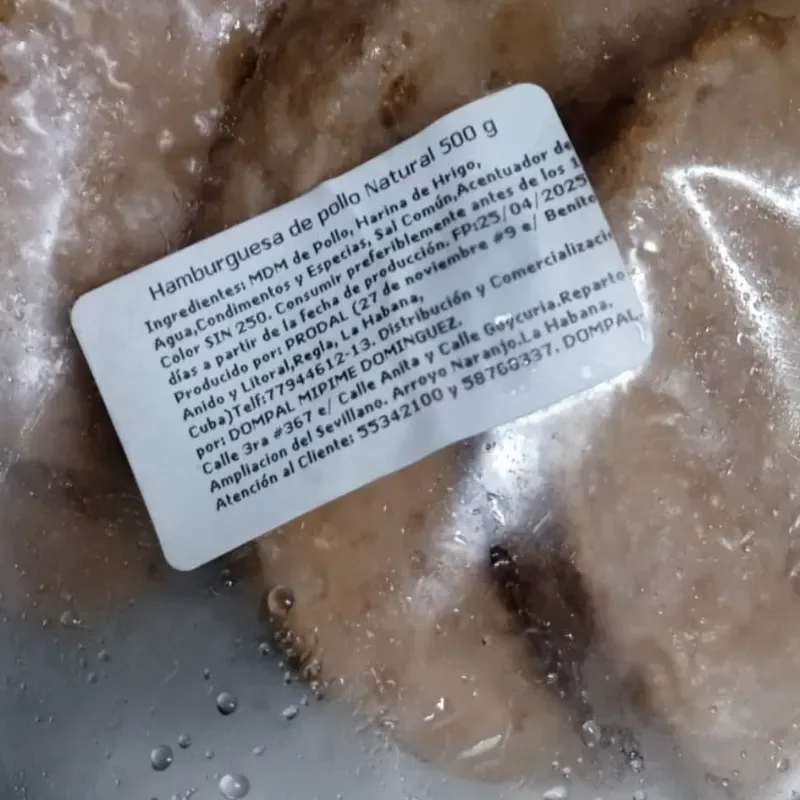 Hamburguesa de pollo Natural 500 g
Ingredientes: MDM de Pollo, Harina de Hrigo,
Agua,Condimentos y Especias, Sal Común,Acentuador de
Color SIN 250. Consumir preferiblemente antes de los 1
días a partir de la fecha de producción. FP:25/04/2025
Producido por: PRODAL (27 de noviembre #9 e/ Benito
Anido y Litoral,Regla, La Habana,
Cuba)Telf:77944612-13. Distribución y Comercializaci
por: DOMPAL MIPIME DOMINGUEZ.
Calle 3ra #367 e/ Calle Anita y Calle Goycuria.Reparto
Ampliacion del Sevillano. Arroyo Naranjo.La Habana.
Atención al Cliente: 55342100 y 58760337. DOMPAL.